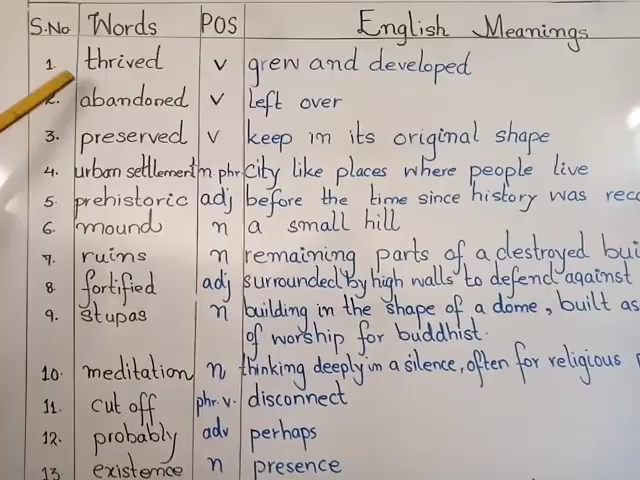 S.No Words POS English Meanings
1. thrived v grew and developed
2. abandoned v left over
3. preserved v keep in its original shape
4. urban settlement n phr. city like places where people live
5. prehistoric adj before the time since history was
6. mound n a small hill
7. ruins n remaining parts of a destroyed
8. fortified adj surrounded by high walls to defend against
9. stupas n building in the shape of a dome, built as
of worship for buddhist.
10. meditation n thinking deeply in a silence, often for religious
11. cut off phr. v. disconnect
12. probably adv perhaps
13. existence n presence